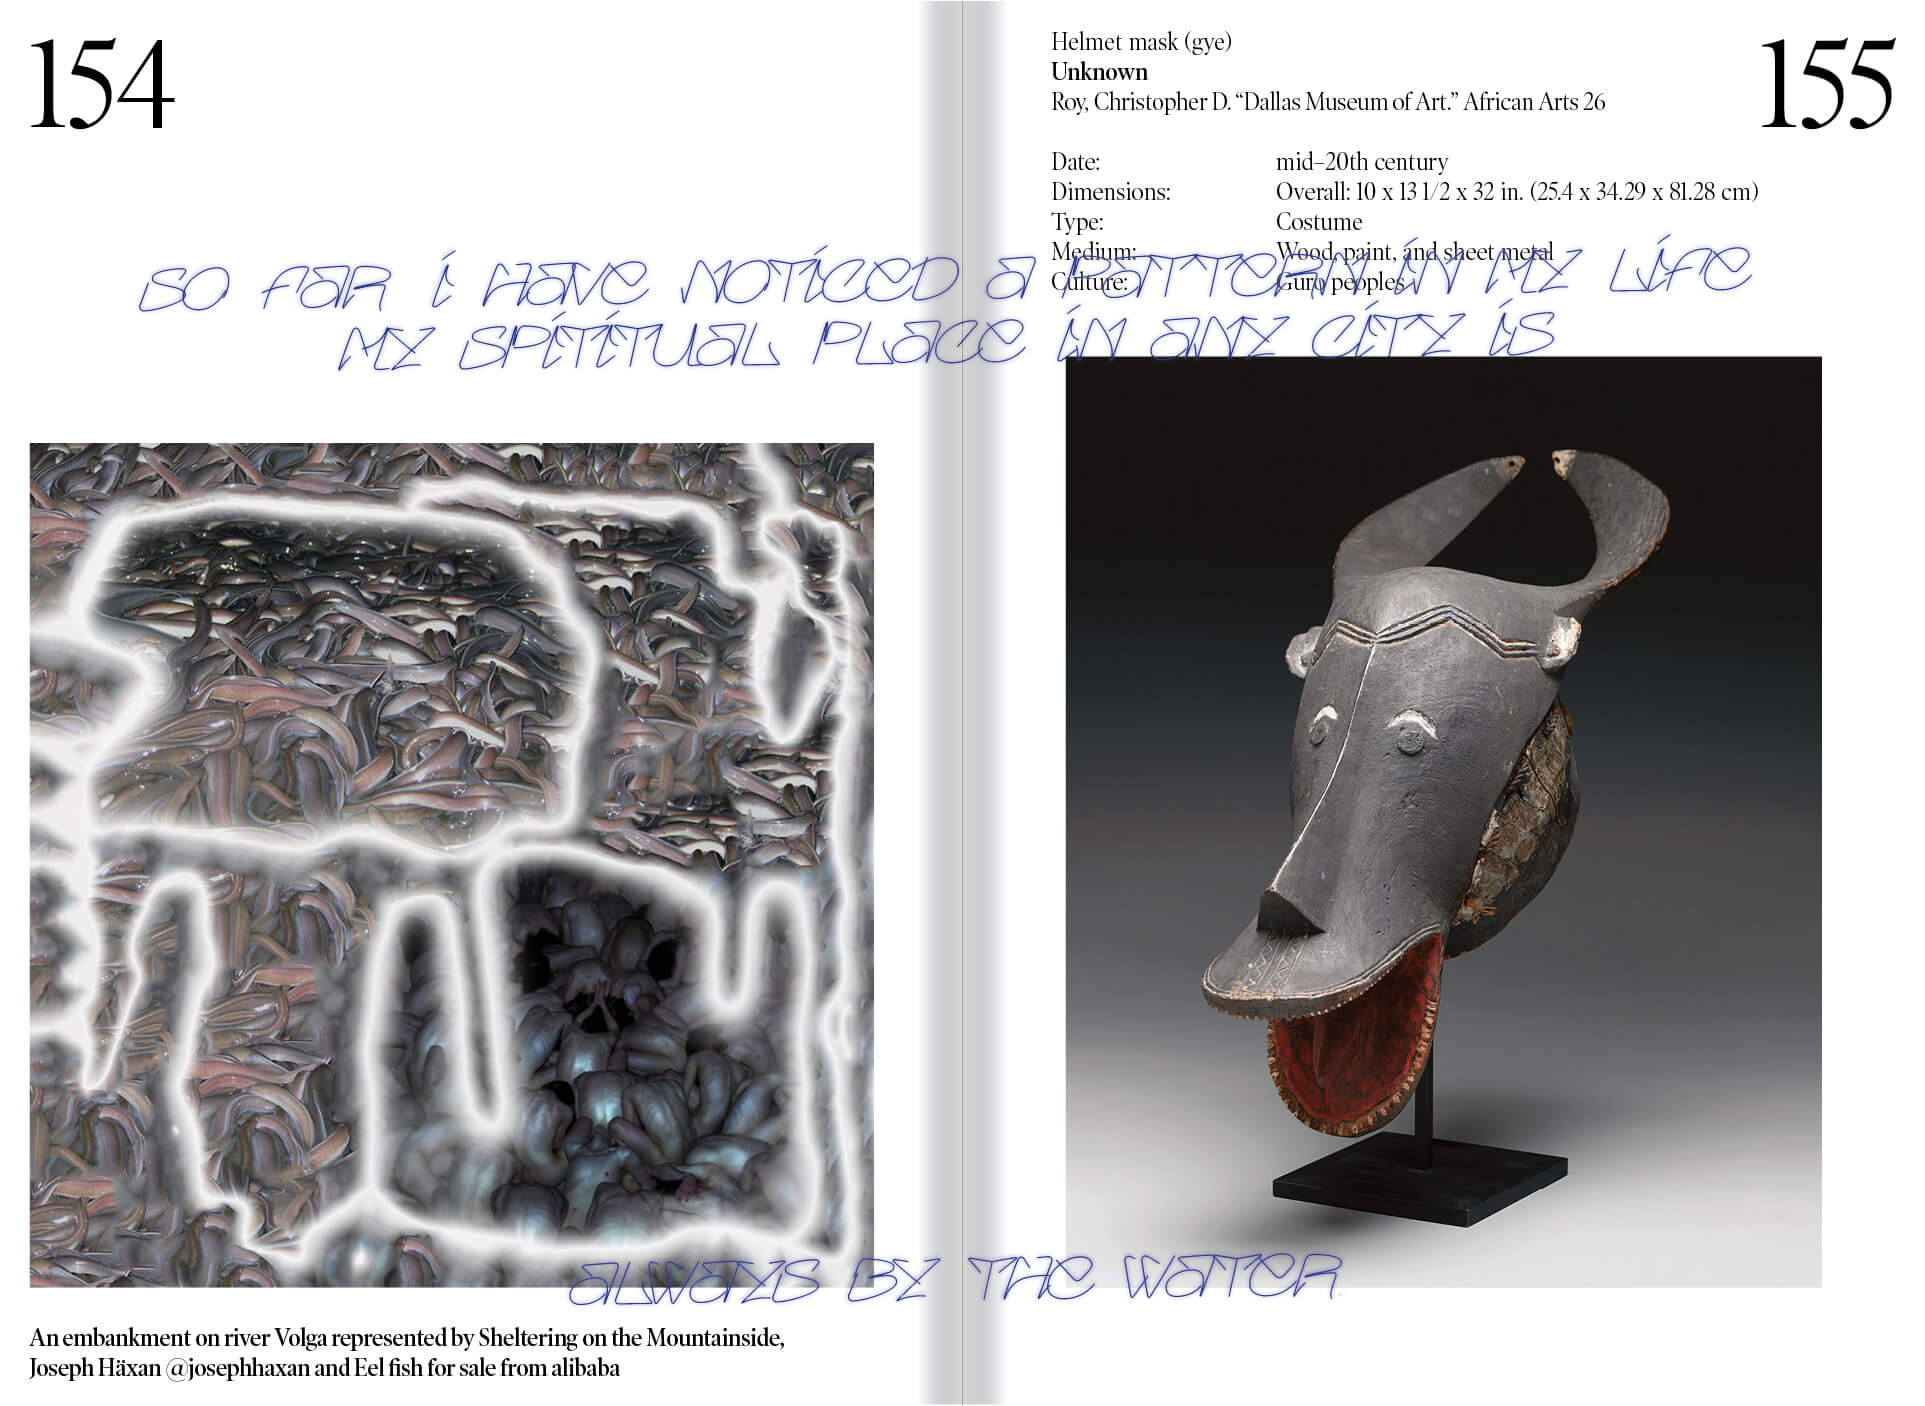 154
Helmet mask (gye)
Unknown
Roy, Christopher D. “Dallas Museum of Art.” African Arts 26
155
Date: mid–20th century
Dimensions: Overall: 10 x 13 1/2 x 32 in. (25.4 x 34.29 x 81.28 cm)
Type: Costume
Medium: Wood, paint, and sheet metal
Culture: Guro peoples
SO FAR I HAVE NOTICED A PATTERN IN MY LIFE
MY SPITITUAL PLACE IN ANY CITY IS
ALWAYS BY THE WATER.
An embankment on river Volga represented by Sheltering on the Mountainside,
Joseph Häxan @josephhaxan and Eel fish for sale from alibaba